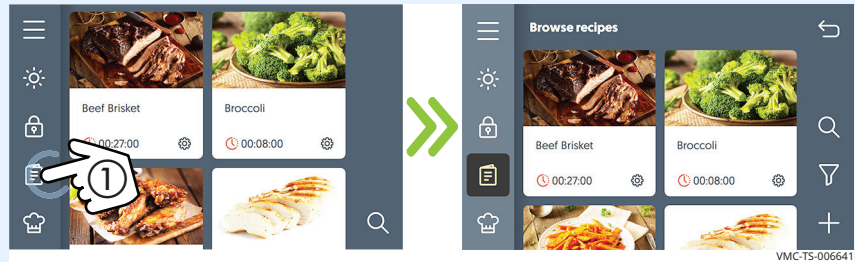 Beef Brisket
Broccoli
00:27:00
00:08:00
1
Browse recipes
Beef Brisket
Broccoli
00:27:00
00:08:00
VMC-TS-006641